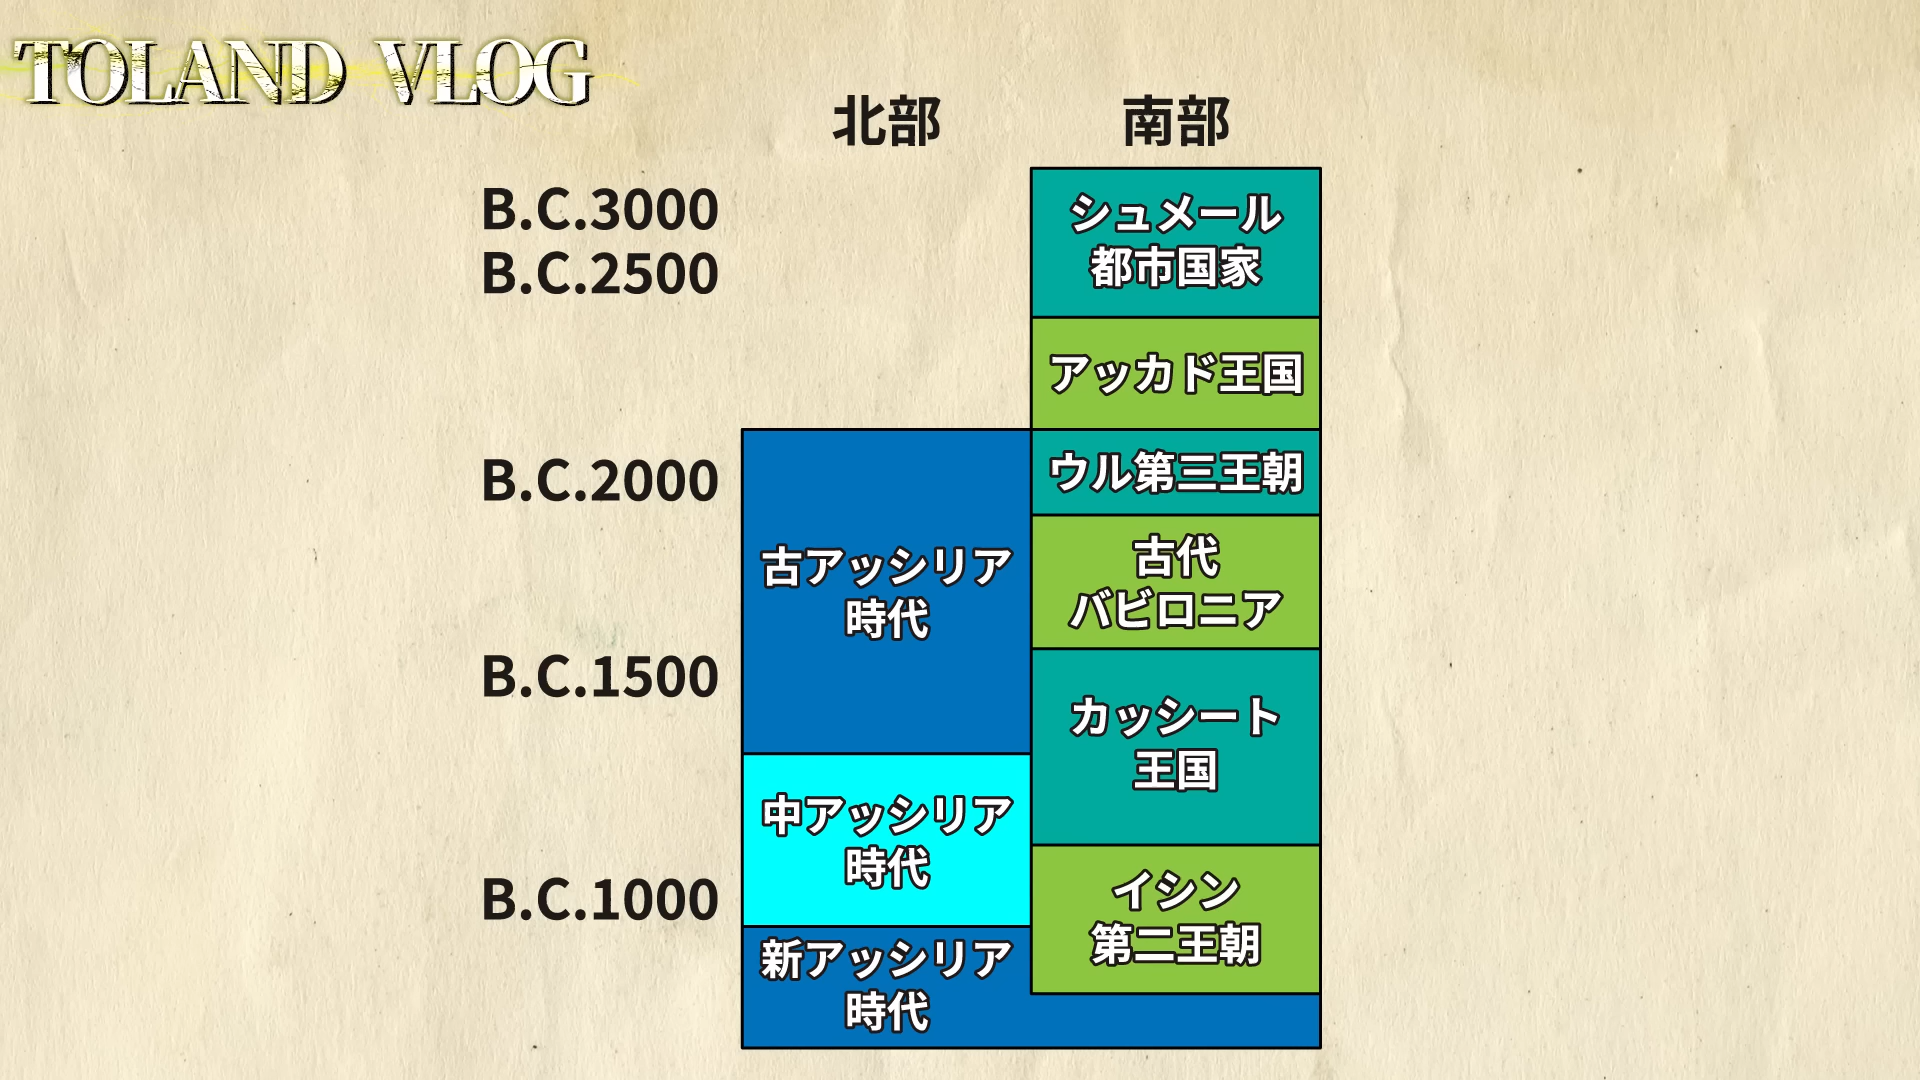 TOLAND VLOG
北部
南部
B.C.3000
B.C.2500
B.C.2000
B.C.1500
B.C.1000
シュメール
都市国家
アッカド王国
ウル第三王朝
古代
バビロニア
カッシート
王国
イシン
第二王朝
古アッシリア
時代
中アッシリア
時代
新アッシリア
時代